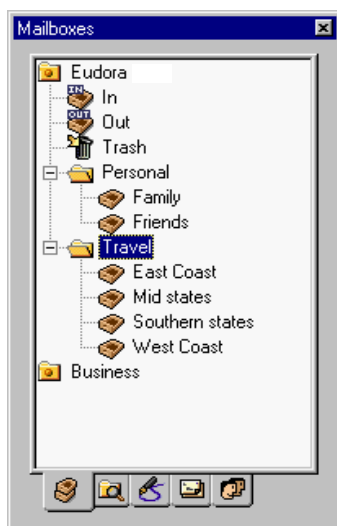 Mailboxes
Eudora
IN In
OUT Out
Trash
Personal
Family
Friends
Travel
East Coast
Mid states
Southern states
West Coast
Business